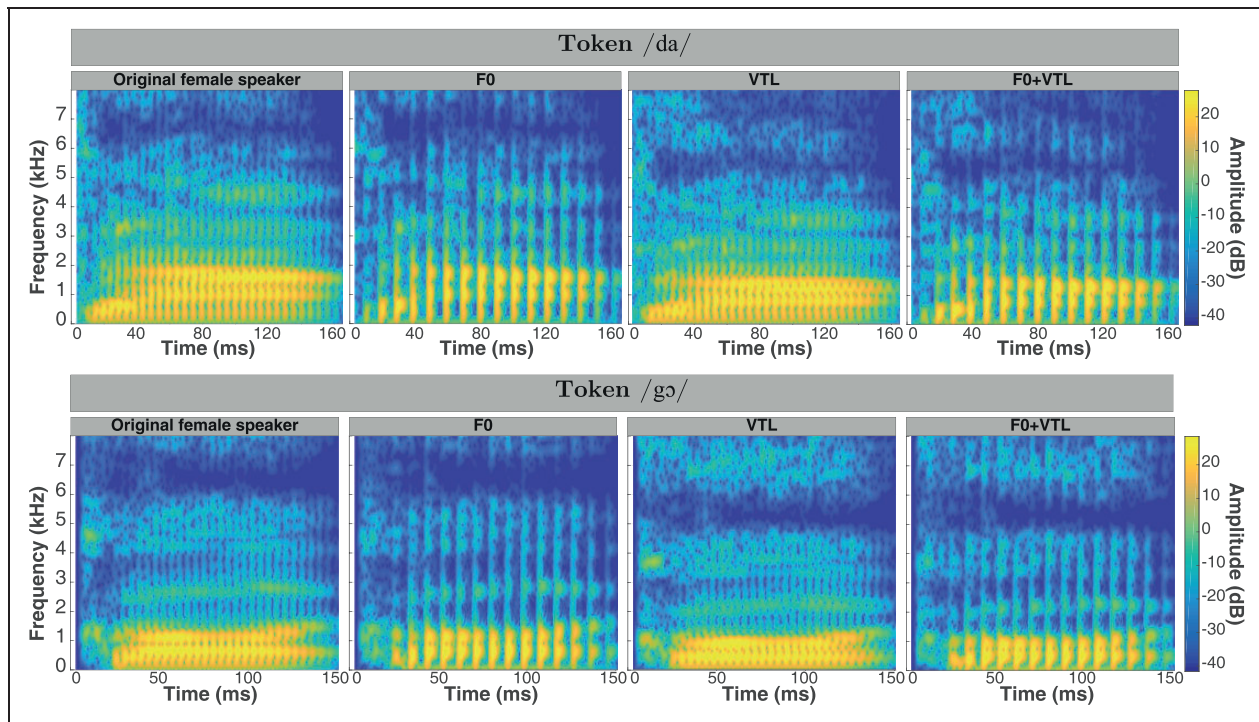 Token /da/
Original female speaker F0 VTL F0+VTL
7
6
5
4
3
2
1
0
Frequency (kHz)
0 40 80 120 160 0 40 80 120 160 0 40 80 120 160 0 40 80 120 160
Time (ms) Time (ms) Time (ms) Time (ms)
20
10
0
-10
-20
-30
-40
Amplitude (dB)
Token /gɔ/
Original female speaker F0 VTL F0+VTL
7
6
5
4
3
2
1
0
Frequency (kHz)
50 100 150 50 100 150 50 100 150 50 100 150
Time (ms) Time (ms) Time (ms) Time (ms)
20
10
0
-10
-20
-30
-40
Amplitude (dB)